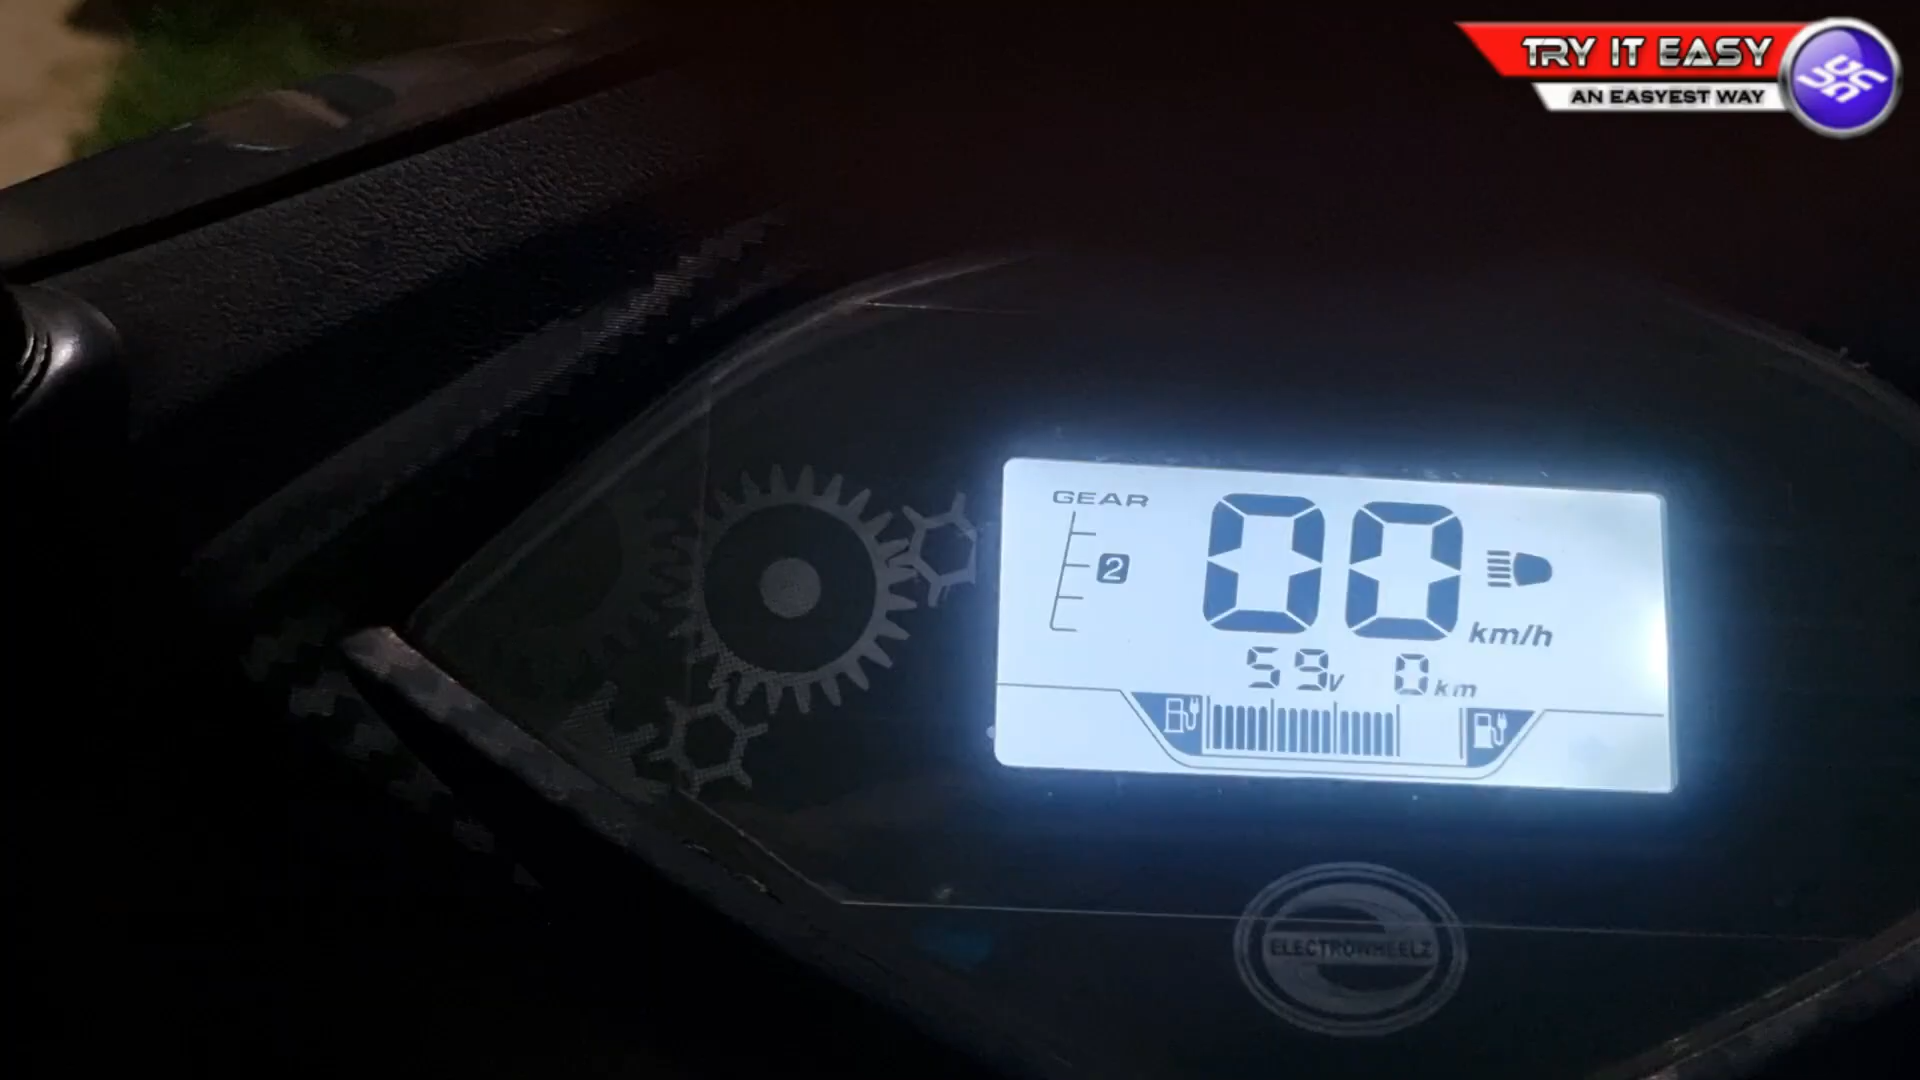 TRY IT EASY
AN EASYEST WAY
GEAR
2
00
km/h
59V 0km
ELECTROWHEELZ